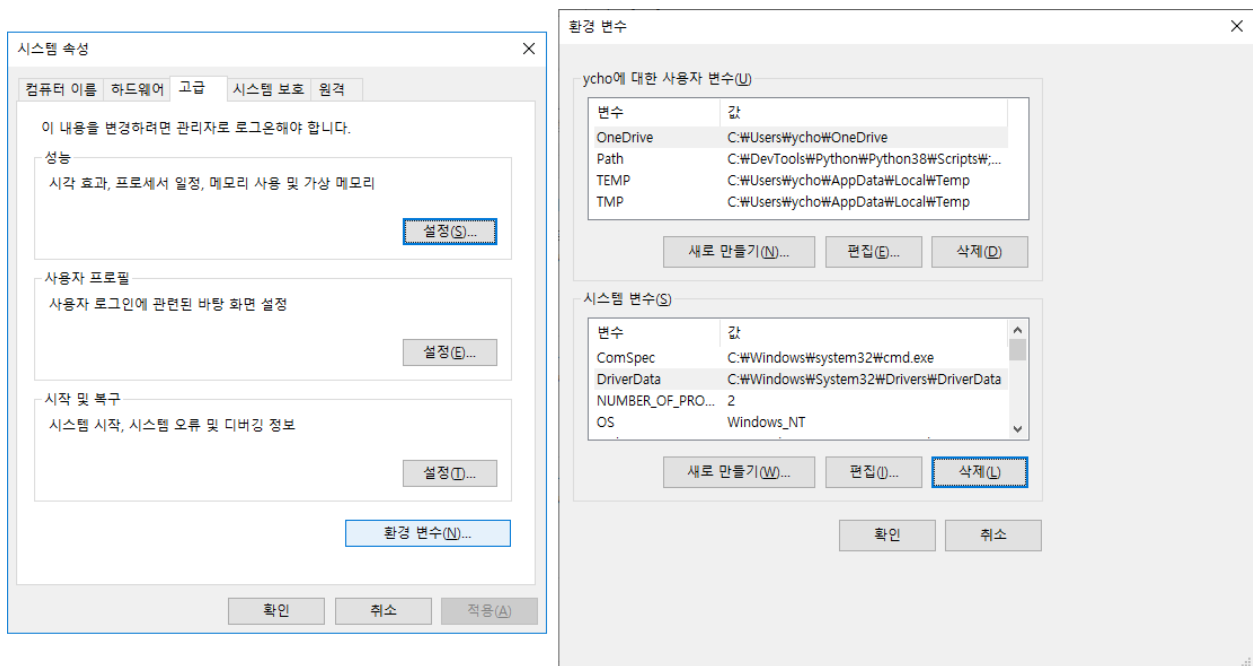 시스템 속성
컴퓨터 이름 하드웨어 고급 시스템 보호 원격
이 내용을 변경하려면 관리자로 로그온해야 합니다.
성능
시각 효과, 프로세서 일정, 메모리 사용 및 가상 메모리
설정(S)...
사용자 프로필
사용자 로그인에 관련된 바탕 화면 설정
설정(E)...
시작 및 복구
시스템 시작, 시스템 오류 및 디버깅 정보
설정(T)...
환경 변수(N)...
확인 취소 적용(A)
환경 변수
ycho에 대한 사용자 변수(U)
변수 값
OneDrive C:₩Users₩ycho₩OneDrive
Path C:₩DevTools₩Python₩Python38₩Scripts₩;...
TEMP C:₩Users₩ycho₩AppData₩Local₩Temp
TMP C:₩Users₩ycho₩AppData₩Local₩Temp
새로 만들기(N)... 편집(E)... 삭제(D)
시스템 변수(S)
변수 값
ComSpec C:₩Windows₩system32₩cmd.exe
DriverData C:₩Windows₩System32₩Drivers₩DriverData
NUMBER_OF_PRO... 2
OS Windows_NT
새로 만들기(W)... 편집(I)... 삭제(L)
확인 취소